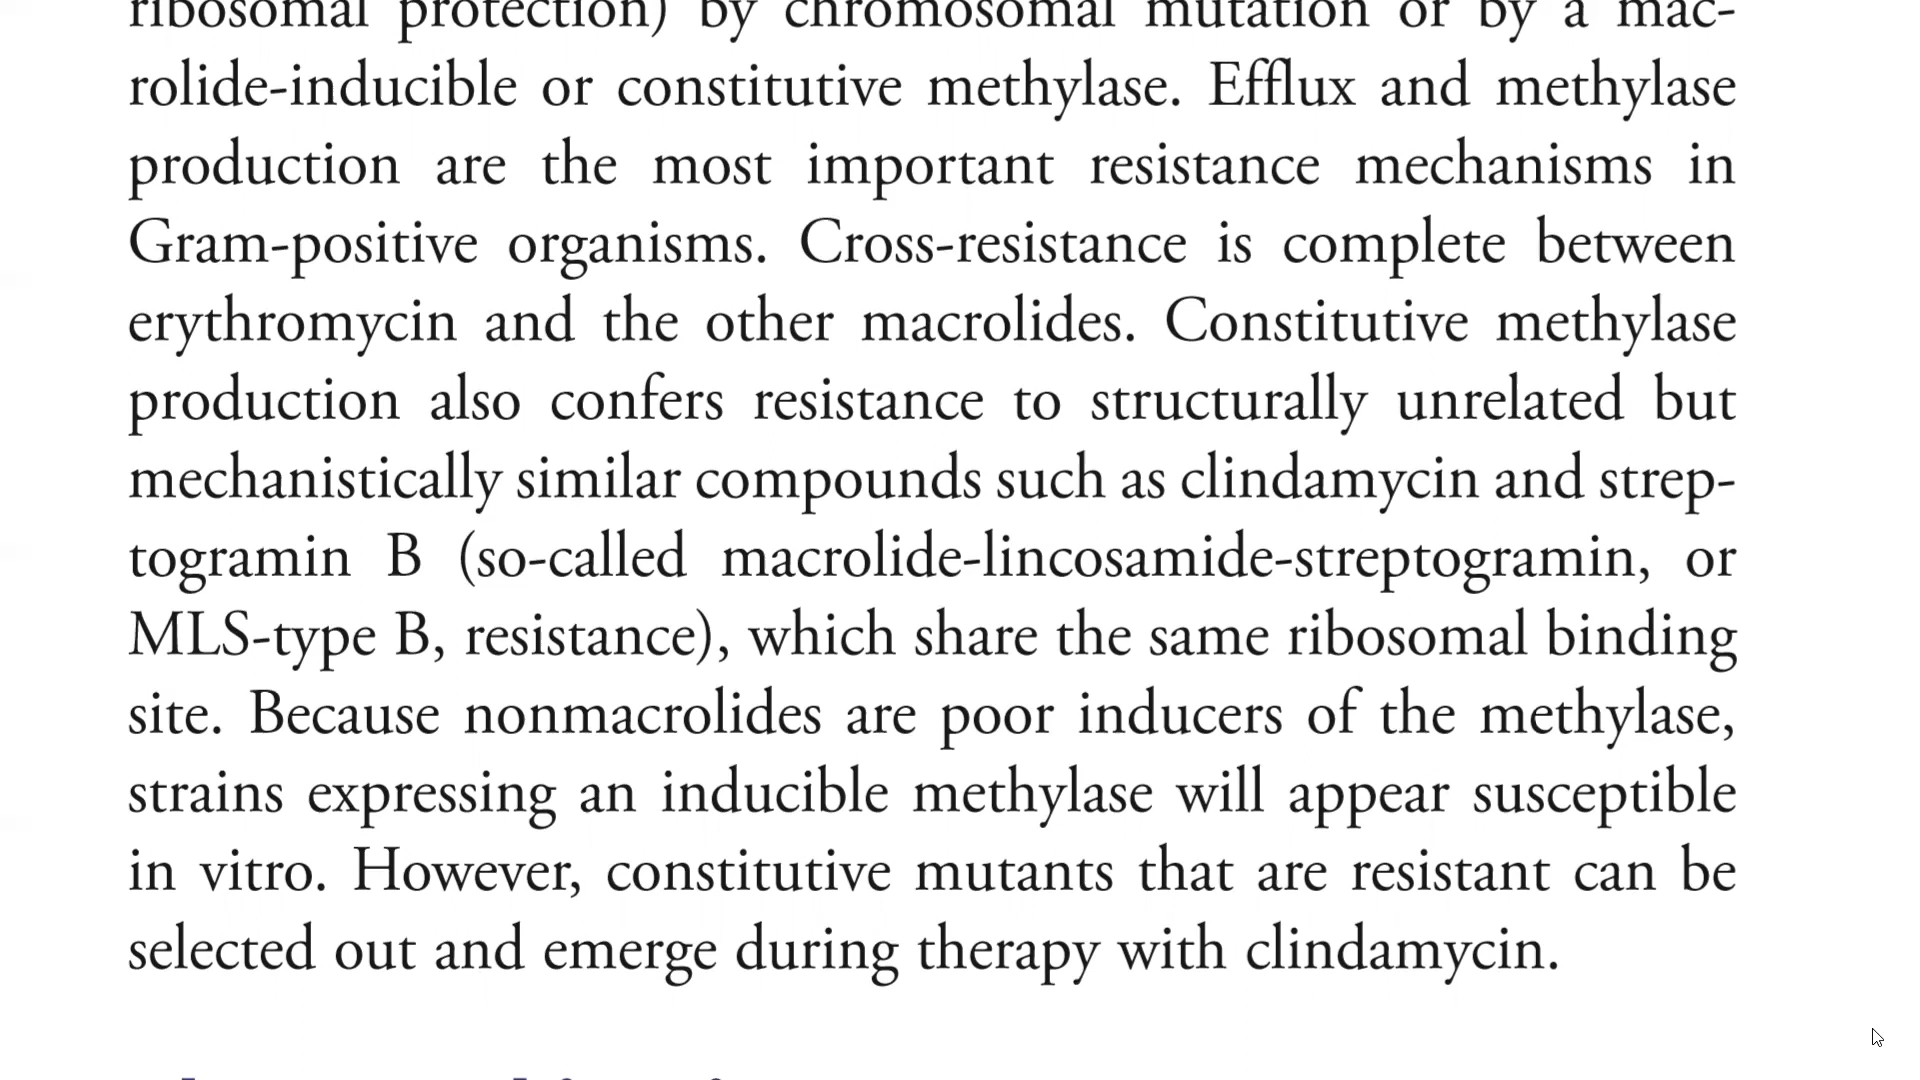 ribosomal protection) by chromosomal mutation or by a mac-
rolide-inducible or constitutive methylase. Efflux and methylase
production are the most important resistance mechanisms in
Gram-positive organisms. Cross-resistance is complete between
erythromycin and the other macrolides. Constitutive methylase
production also confers resistance to structurally unrelated but
mechanistically similar compounds such as clindamycin and strep-
togramin B (so-called macrolide-lincosamide-streptogramin, or
MLS-type B, resistance), which share the same ribosomal binding
site. Because nonmacrolides are poor inducers of the methylase,
strains expressing an inducible methylase will appear susceptible
in vitro. However, constitutive mutants that are resistant can be
selected out and emerge during therapy with clindamycin.